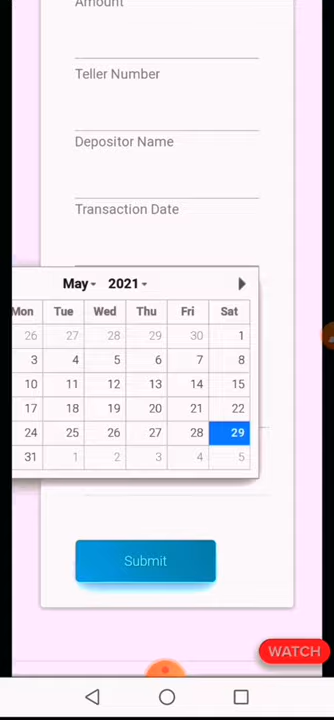 Amount
Teller Number
Depositor Name
Transaction Date
May 2021
Mon Tue Wed Thu Fri Sat
26 27 28 29 30 1
3 4 5 6 7 8
10 11 12 13 14 15
17 18 19 20 21 22
24 25 26 27 28 29
31 1 2 3 4 5
Submit
WATCH